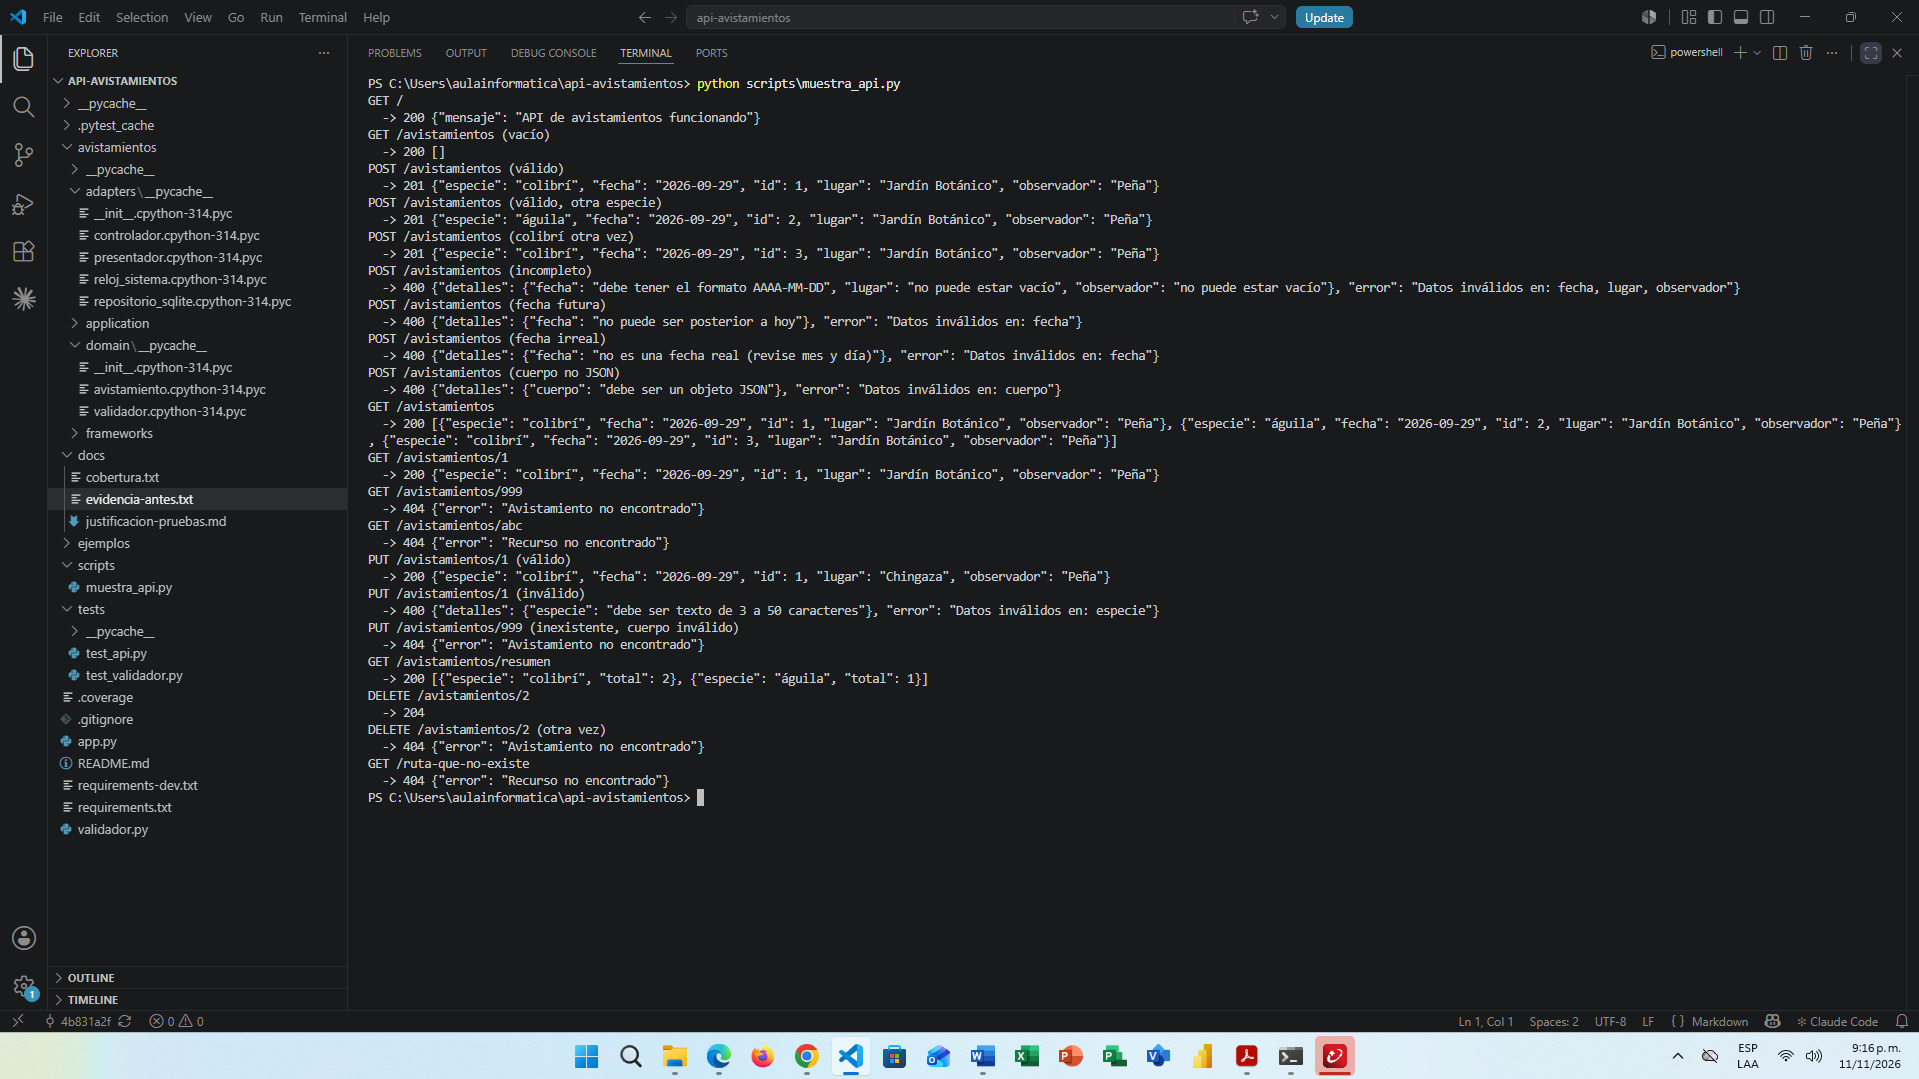 File Edit Selection View Go Run Terminal Help
api-avistamientos
Update
EXPLORER
API-AVISTAMIENTOS
__pycache__
.pytest_cache
avistamientos
__pycache__
adapters\__pycache__
__init__.cpython-314.pyc
controlador.cpython-314.pyc
presentador.cpython-314.pyc
reloj_sistema.cpython-314.pyc
repositorio_sqlite.cpython-314.pyc
application
domain\__pycache__
__init__.cpython-314.pyc
avistamiento.cpython-314.pyc
validador.cpython-314.pyc
frameworks
docs
cobertura.txt
evidencia-antes.txt
justificacion-pruebas.md
ejemplos
scripts
muestra_api.py
tests
__pycache__
test_api.py
test_validador.py
.coverage
.gitignore
app.py
README.md
requirements-dev.txt
requirements.txt
validador.py
OUTLINE
TIMELINE
PROBLEMS OUTPUT DEBUG CONSOLE TERMINAL PORTS
powershell
PS C:\Users\aulainformatica\api-avistamientos> python scripts\muestra_api.py
GET /
-> 200 {"mensaje": "API de avistamientos funcionando"}
GET /avistamientos (vacío)
-> 200 []
POST /avistamientos (válido)
-> 201 {"especie": "colibrí", "fecha": "2026-09-29", "id": 1, "lugar": "Jardín Botánico", "observador": "Peña"}
POST /avistamientos (válido, otra especie)
-> 201 {"especie": "águila", "fecha": "2026-09-29", "id": 2, "lugar": "Jardín Botánico", "observador": "Peña"}
POST /avistamientos (colibrí otra vez)
-> 201 {"especie": "colibrí", "fecha": "2026-09-29", "id": 3, "lugar": "Jardín Botánico", "observador": "Peña"}
POST /avistamientos (incompleto)
-> 400 {"detalles": {"fecha": "debe tener el formato AAAA-MM-DD", "lugar": "no puede estar vacío", "observador": "no puede estar vacío"}, "error": "Datos inválidos en: fecha, lugar, observador"}
POST /avistamientos (fecha futura)
-> 400 {"detalles": {"fecha": "no puede ser posterior a hoy"}, "error": "Datos inválidos en: fecha"}
POST /avistamientos (fecha irreal)
-> 400 {"detalles": {"fecha": "no es una fecha real (revise mes y día)"}, "error": "Datos inválidos en: fecha"}
POST /avistamientos (cuerpo no JSON)
-> 400 {"detalles": {"cuerpo": "debe ser un objeto JSON"}, "error": "Datos inválidos en: cuerpo"}
GET /avistamientos
-> 200 [{"especie": "colibrí", "fecha": "2026-09-29", "id": 1, "lugar": "Jardín Botánico", "observador": "Peña"}, {"especie": "águila", "fecha": "2026-09-29", "id": 2, "lugar": "Jardín Botánico", "observador": "Peña"}
, {"especie": "colibrí", "fecha": "2026-09-29", "id": 3, "lugar": "Jardín Botánico", "observador": "Peña"}]
GET /avistamientos/1
-> 200 {"especie": "colibrí", "fecha": "2026-09-29", "id": 1, "lugar": "Jardín Botánico", "observador": "Peña"}
GET /avistamientos/999
-> 404 {"error": "Avistamiento no encontrado"}
GET /avistamientos/abc
-> 404 {"error": "Recurso no encontrado"}
PUT /avistamientos/1 (válido)
-> 200 {"especie": "colibrí", "fecha": "2026-09-29", "id": 1, "lugar": "Chingaza", "observador": "Peña"}
PUT /avistamientos/1 (inválido)
-> 400 {"detalles": {"especie": "debe ser texto de 3 a 50 caracteres"}, "error": "Datos inválidos en: especie"}
PUT /avistamientos/999 (inexistente, cuerpo inválido)
-> 404 {"error": "Avistamiento no encontrado"}
GET /avistamientos/resumen
-> 200 [{"especie": "colibrí", "total": 2}, {"especie": "águila", "total": 1}]
DELETE /avistamientos/2
-> 204
DELETE /avistamientos/2 (otra vez)
-> 404 {"error": "Avistamiento no encontrado"}
GET /ruta-que-no-existe
-> 404 {"error": "Recurso no encontrado"}
PS C:\Users\aulainformatica\api-avistamientos>
1
4b831a2f 0 0
Ln 1, Col 1 Spaces: 2 UTF-8 LF { } Markdown Claude Code
ESP
LAA
9:16 p. m.
11/11/2026